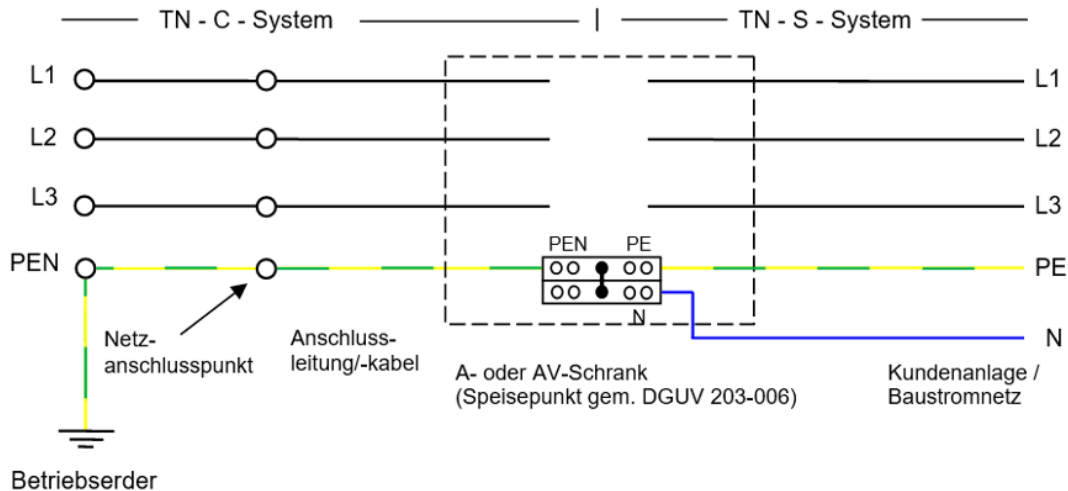 TN - C - System
TN - S - System
L1
L1
L2
L2
L3
L3
PEN
PEN
PE
PE
N
N
Netz-
anschlusspunkt
Anschluss-
leitung/-kabel
A- oder AV-Schrank
(Speisepunkt gem. DGUV 203-006)
Kundenanlage /
Baustromnetz
Betriebserder